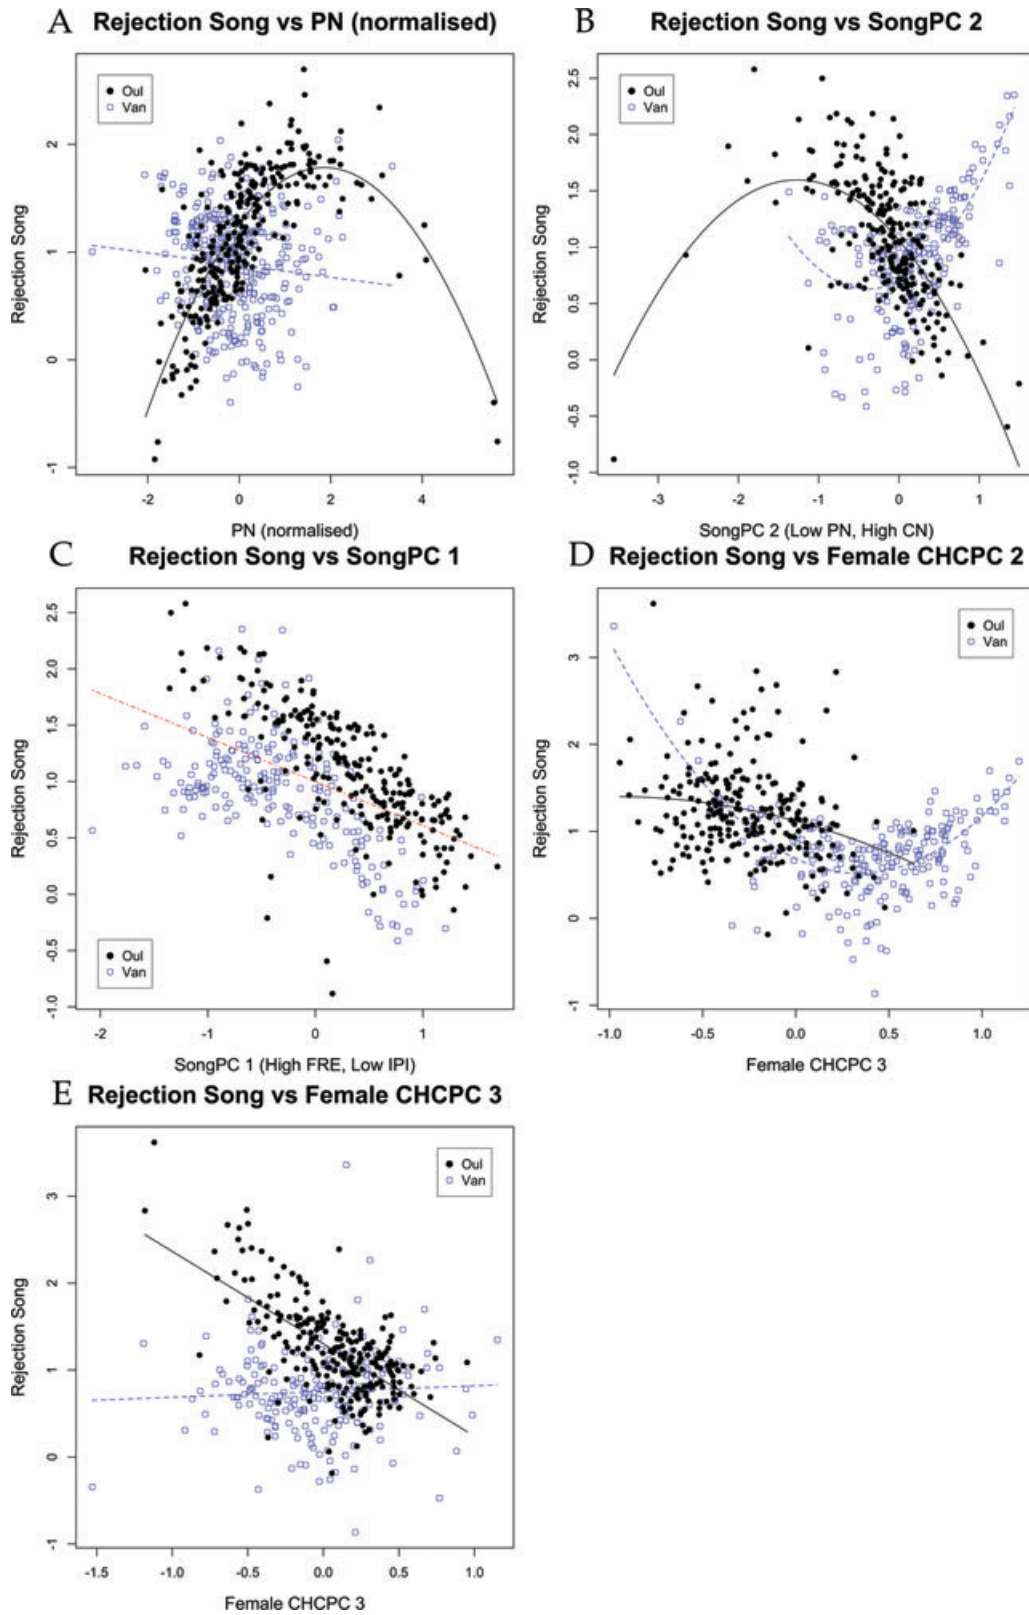 A Rejection Song vs PN (normalised)
Oul
Van
Rejection Song
2
1
0
-1
-2 0 2 4
PN (normalised)
B Rejection Song vs SongPC 2
Oul
Van
Rejection Song
2.5
2.0
1.5
1.0
0.5
0.0
-0.5
-1.0
-3 -1 0 1
SongPC 2 (Low PN, High CN)
C Rejection Song vs SongPC 1
Rejection Song
2.5
2.0
1.5
1.0
0.5
0.0
-0.5
-1.0
Oul
Van
-2 -1 0 1
SongPC 1 (High FRE, Low IPI)
D Rejection Song vs Female CHCPC 2
Oul
Van
Rejection Song
3
2
1
0
-1
-1.0 -0.5 0.0 0.5 1.0
Female CHCPC 3
E Rejection Song vs Female CHCPC 3
Oul
Van
Rejection Song
3
2
1
0
-1
-1.5 -1.0 -0.5 0.0 0.5 1.0
Female CHCPC 3